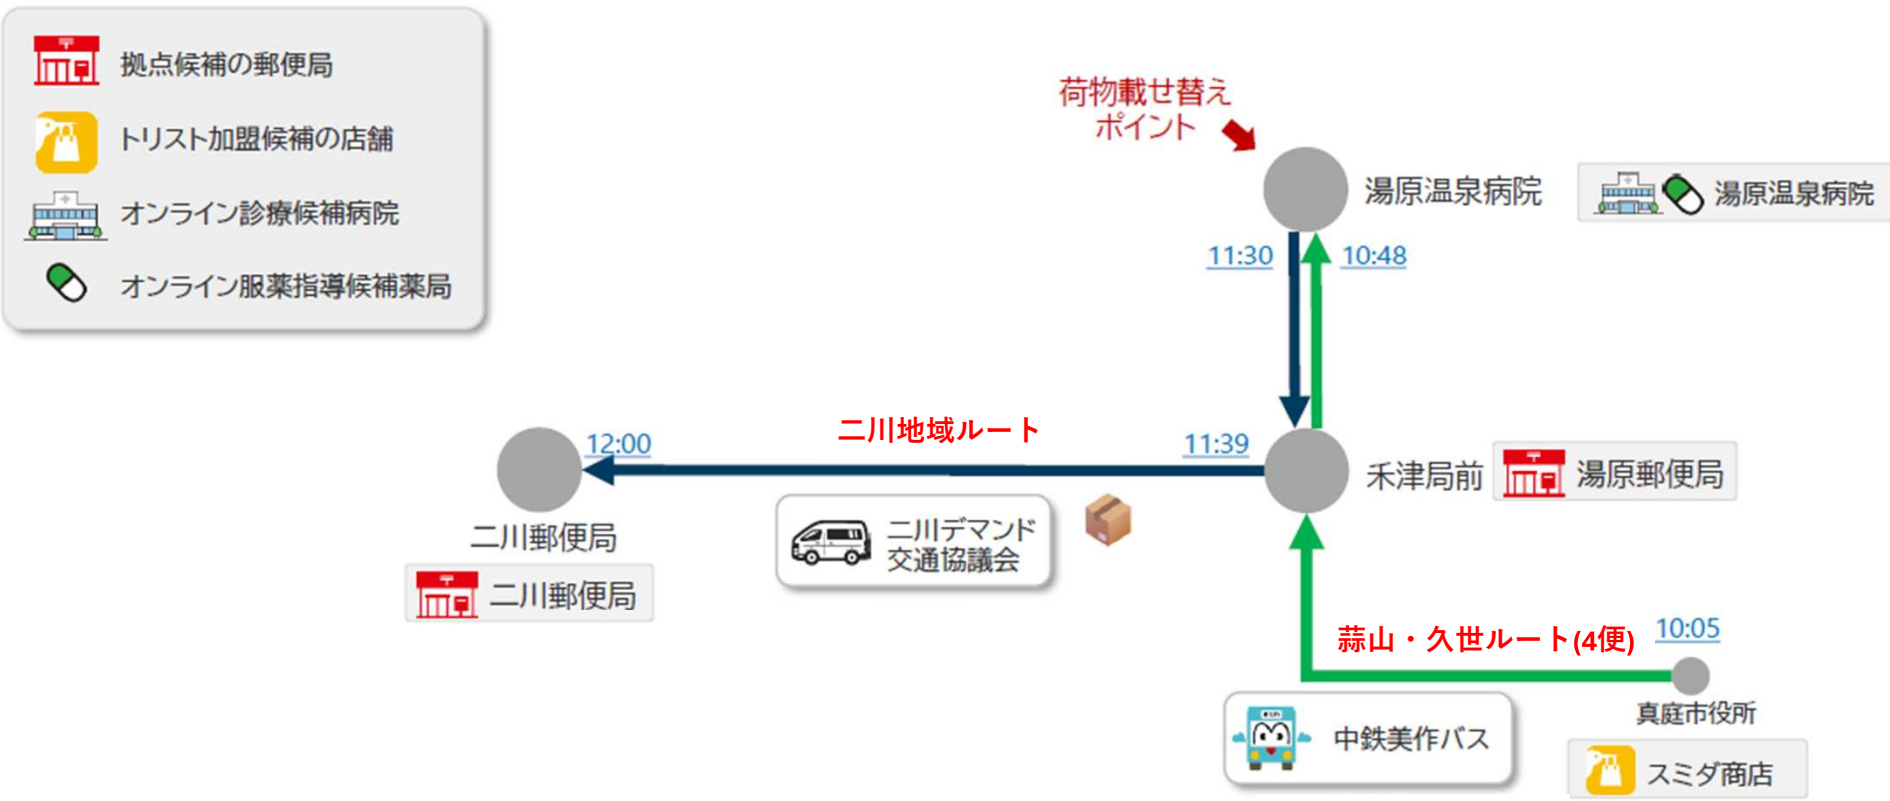 拠点候補の郵便局
トリスト加盟候補の店舗
オンライン診療候補病院
オンライン服薬指導候補薬局
荷物載せ替え
ポイント
湯原温泉病院
湯原温泉病院
11:30
10:48
二川地域ルート
12:00
11:39
禾津局前
湯原郵便局
二川郵便局
二川デマンド
交通協議会
二川郵便局
蒜山・久世ルート(4便)
10:05
真庭市役所
中鉄美作バス
スミダ商店